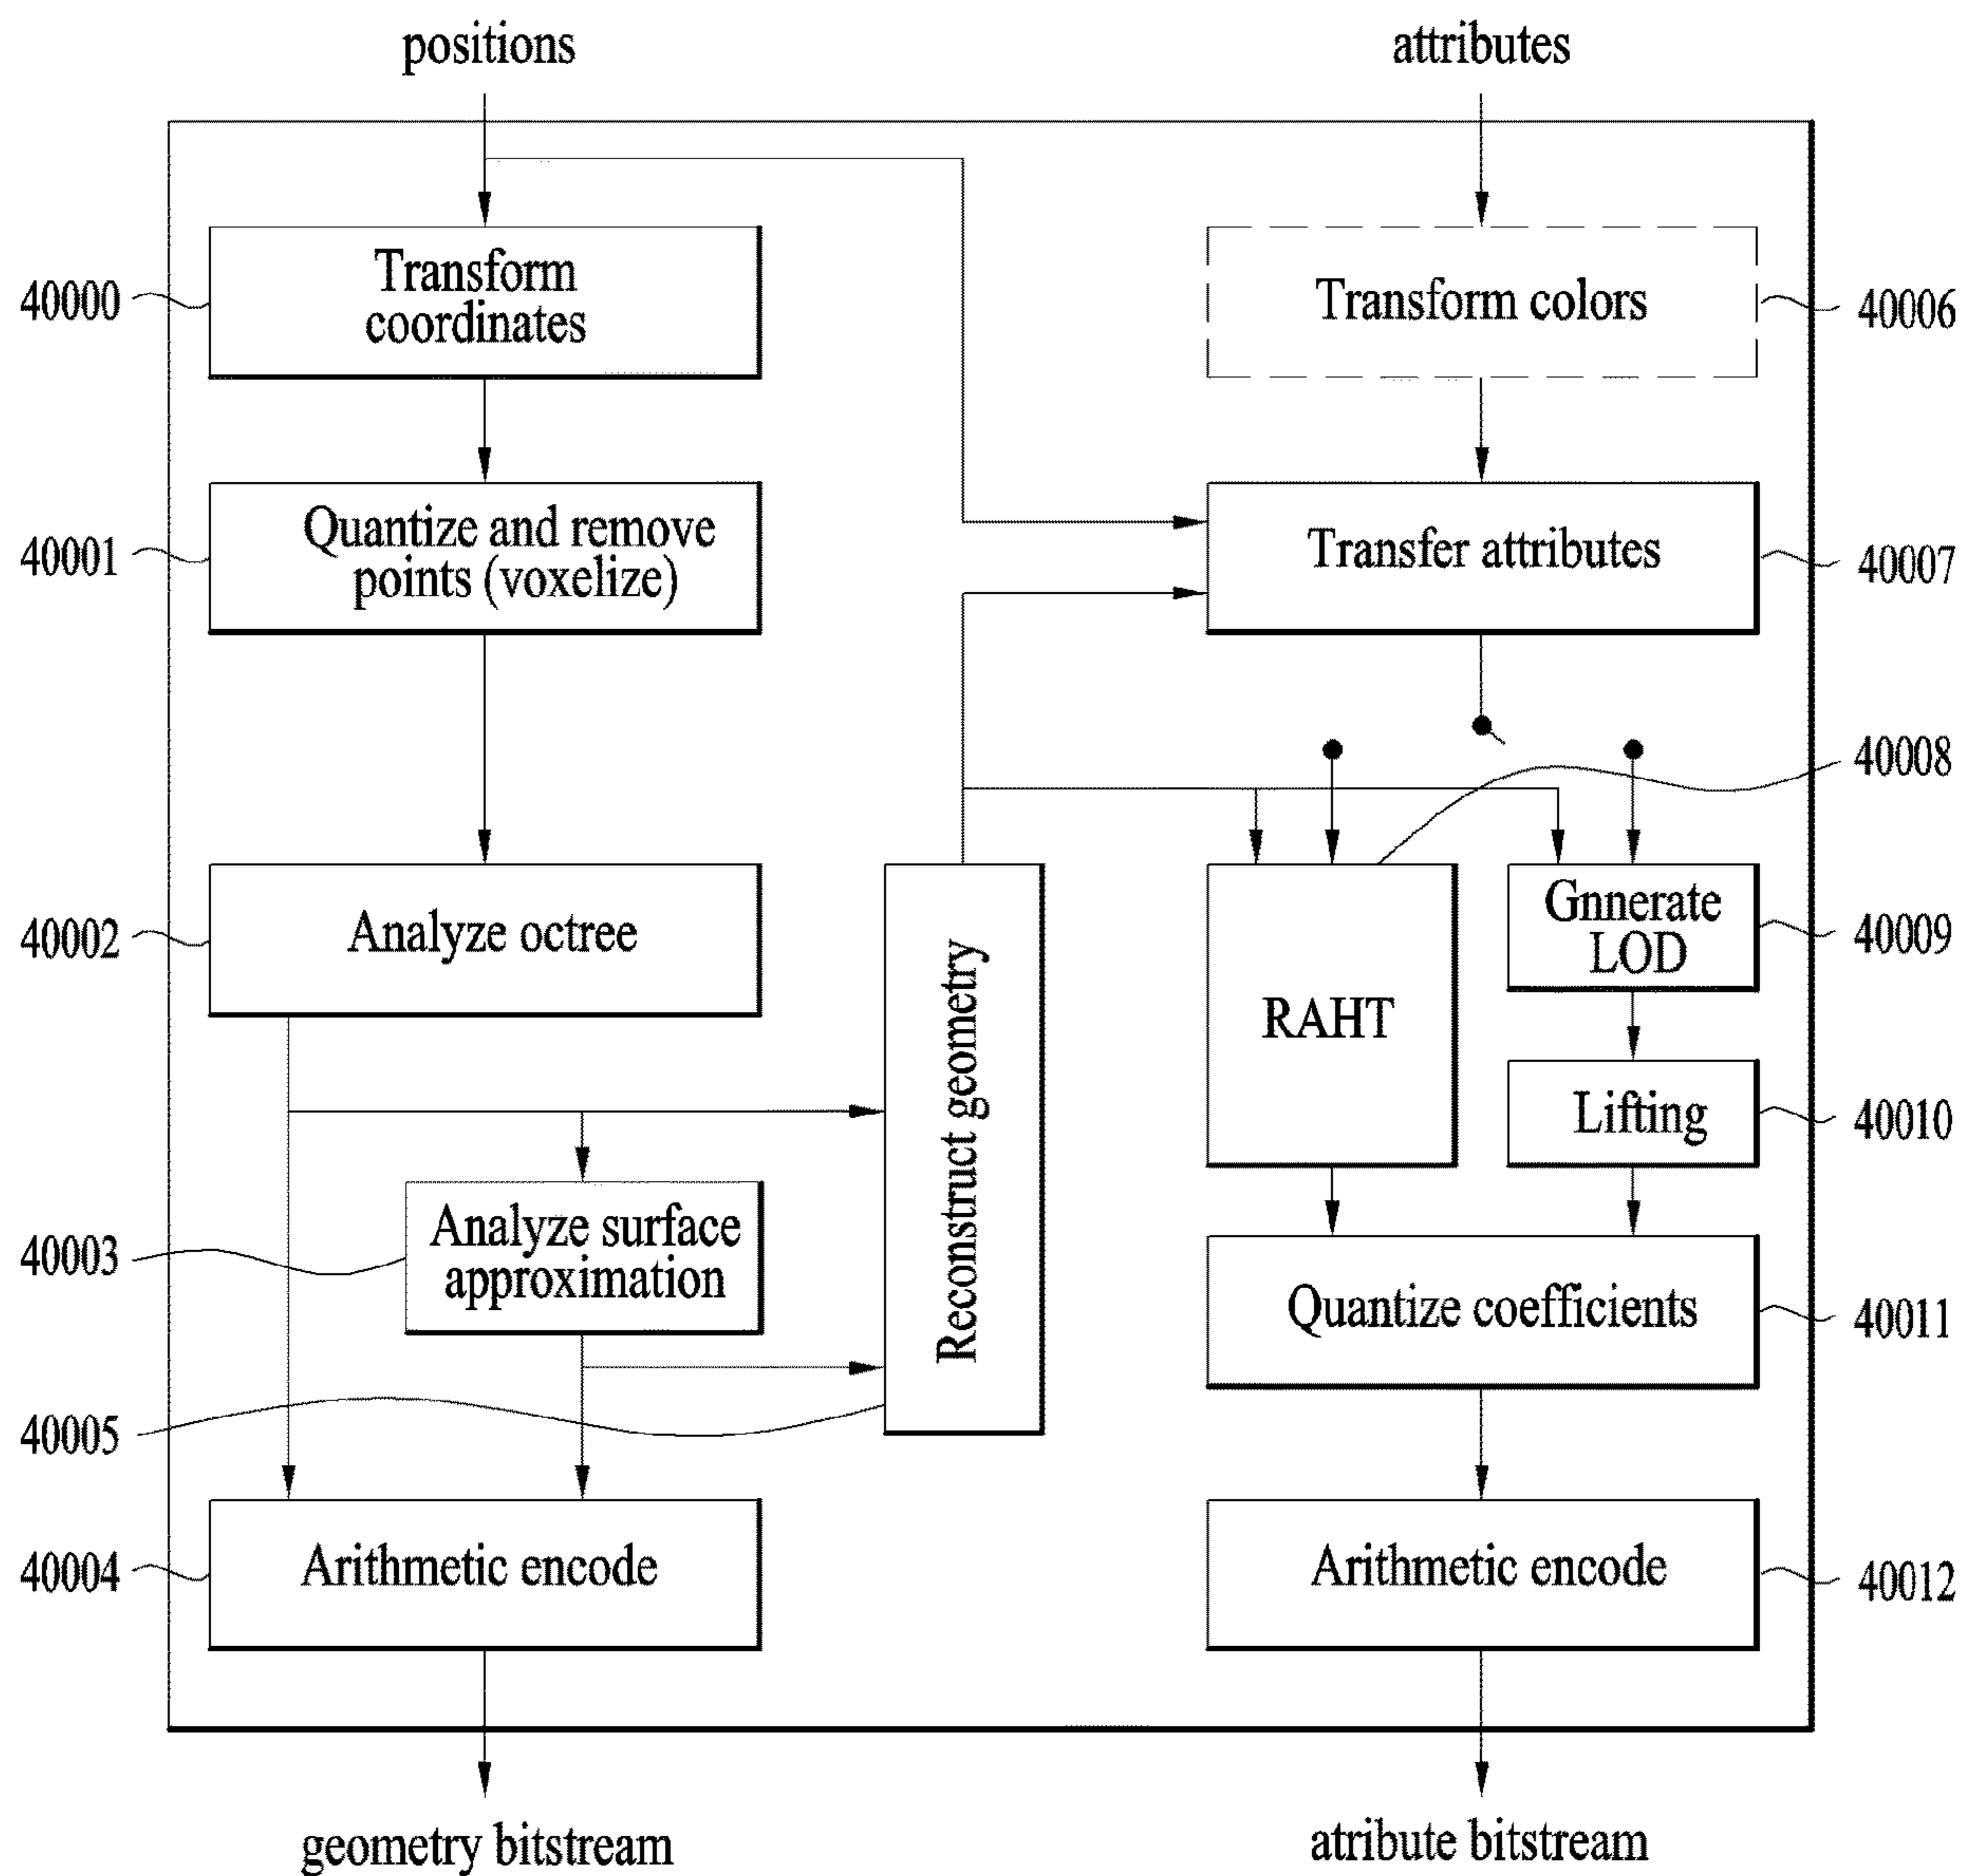 positions
attributes
Transform
coordinates
40000
Transform colors
40006
Quantize and remove
points (voxelize)
40001
Transfer attributes
40007
40008
Analyze octree
40002
Reconstruct geometry
RAHT
Gnnerate
LOD
40009
Lifting
40010
Analyze surface
approximation
40003
Quantize coefficients
40011
40005
Arithmetic encode
40004
Arithmetic encode
40012
geometry bitstream
atribute bitstream